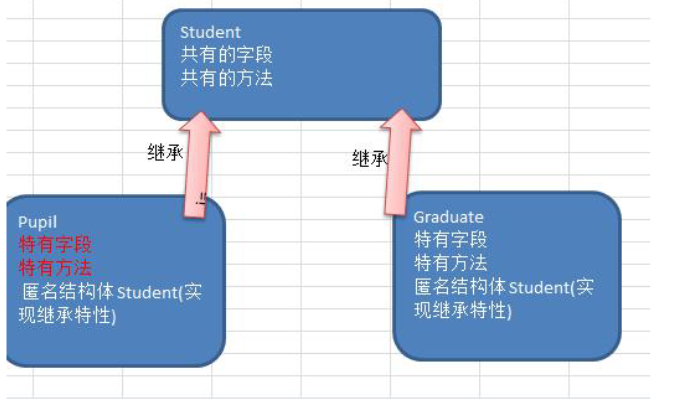 Student
共有的字段
共有的方法
继承
继承
Pupil
特有字段
特有方法
匿名结构体Student(实
现继承特性)
Graduate
特有字段
特有方法
匿名结构体Student(实
现继承特性)